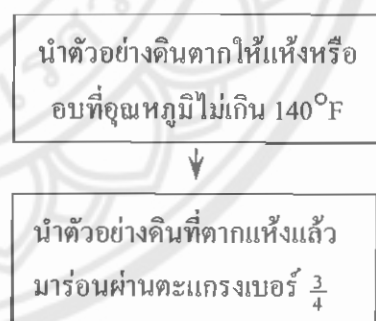 นำตัวอย่างดินตากให้แห้งหรือ
อบที่อุณหภูมิไม่เกิน 140°F
นำตัวอย่างดินที่ตากแห้งแล้ว
มาร่อนผ่านตะแกรงเบอร์ 3/4